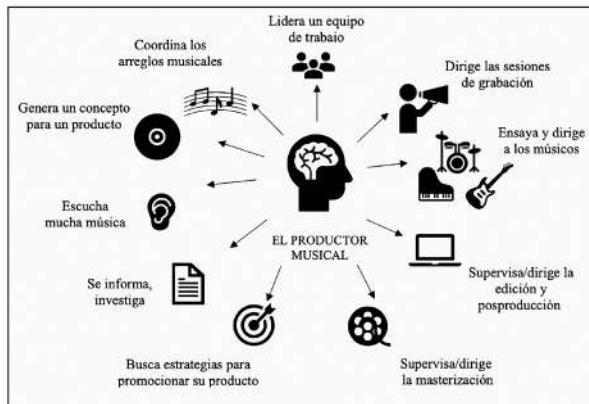 Lidera un equipo
de trabaio
Coordina los
arreglos musicales
Dirige las sesiones
de grabación
Genera un concepto
para un producto
Ensaya y dirige
a los músicos
Escucha
mucha música
EL PRODUCTOR
MUSICAL
Se informa,
investiga
Supervisa/dirige la
edición y
posproducción
Busca estrategias para
promocionar su producto
Supervisa/dirige
la masterización